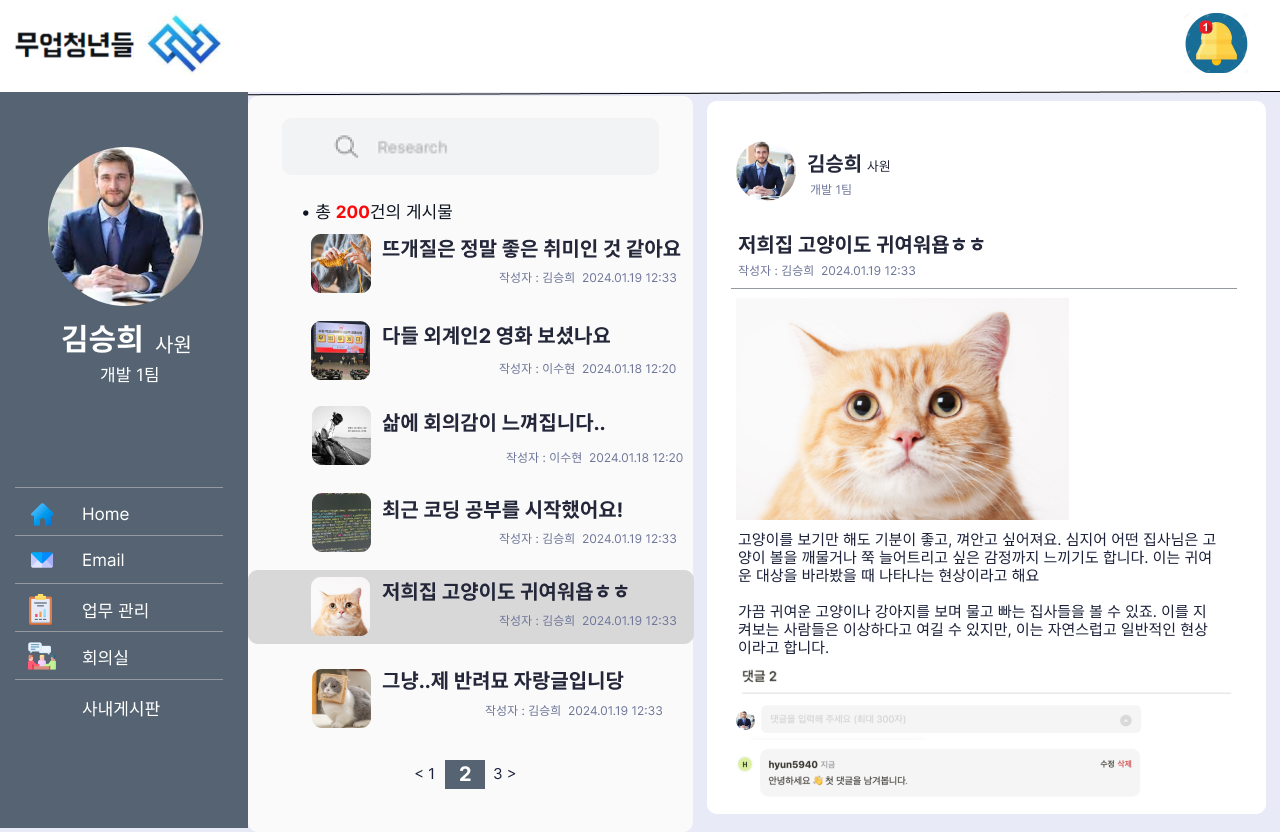 무업청년들
1
김승희 사원
개발 1팀
Home
Email
업무 관리
회의실
사내게시판
Research
• 총 200건의 게시물
뜨개질은 정말 좋은 취미인 것 같아요
작성자 : 김승희 2024.01.19 12:33
다들 외계인2 영화 보셨나요
작성자 : 이수현 2024.01.18 12:20
삶에 회의감이 느껴집니다..
작성자 : 이수현 2024.01.18 12:20
최근 코딩 공부를 시작했어요!
작성자 : 김승희 2024.01.19 12:33
저희집 고양이도 귀여워욥ㅎㅎ
작성자 : 김승희 2024.01.19 12:33
그냥..제 반려묘 자랑글입니당
작성자 : 김승희 2024.01.19 12:33
< 1 2 3 >
김승희 사원
개발 1팀
저희집 고양이도 귀여워욥ㅎㅎ
작성자 : 김승희 2024.01.19 12:33
고양이를 보기만 해도 기분이 좋고, 껴안고 싶어져요. 심지어 어떤 집사님은 고
양이 볼을 깨물거나 쭉 늘어트리고 싶은 감정까지 느끼기도 합니다. 이는 귀여
운 대상을 바라봤을 때 나타나는 현상이라고 해요
가끔 귀여운 고양이나 강아지를 보며 물고 빠는 집사들을 볼 수 있죠. 이를 지
켜보는 사람들은 이상하다고 여길 수 있지만, 이는 자연스럽고 일반적인 현상
이라고 합니다.
댓글 2
댓글을 입력해 주세요 (최대 300자)
H
hyun5940 지금
수정 삭제
안녕하세요 👋 첫 댓글을 남겨봅니다.